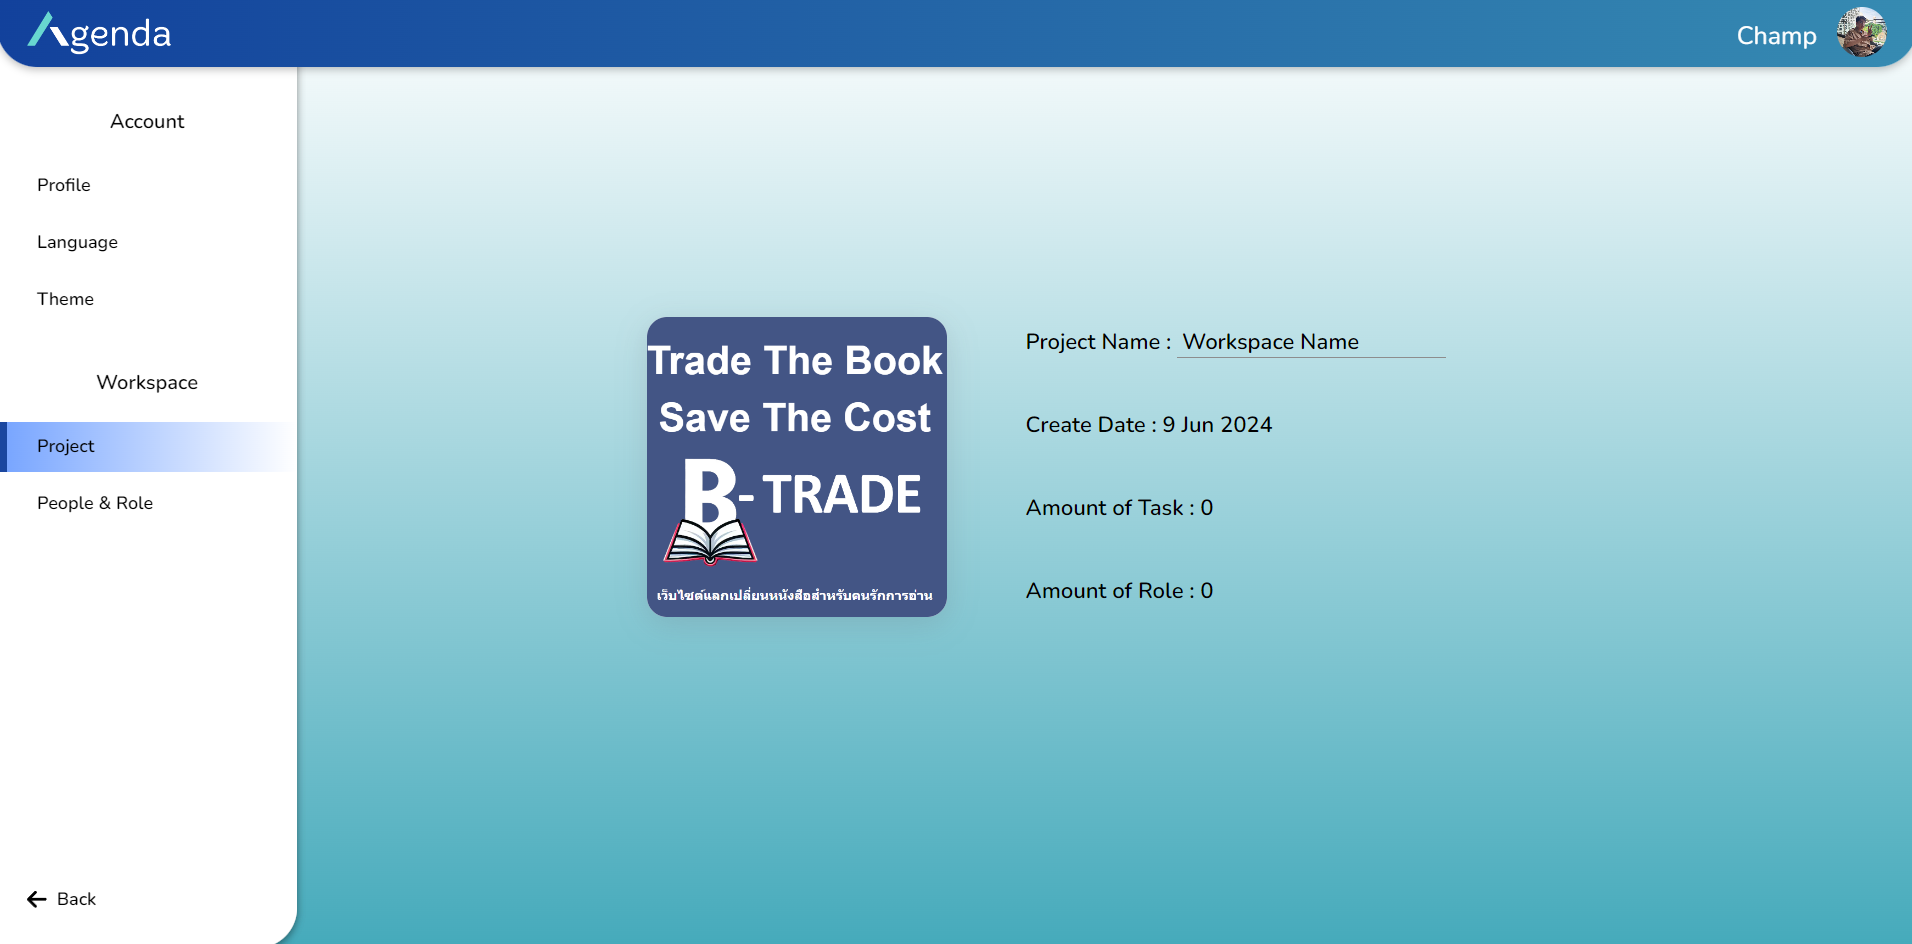 Agenda
Champ
Account
Profile
Language
Theme
Workspace
Project
People & Role
Back
Trade The Book
Save The Cost
B-TRADE
เว็บไซต์แลกเปลี่ยนหนังสือสำหรับคนรักการอ่าน
Project Name : Workspace Name
Create Date : 9 Jun 2024
Amount of Task : 0
Amount of Role : 0